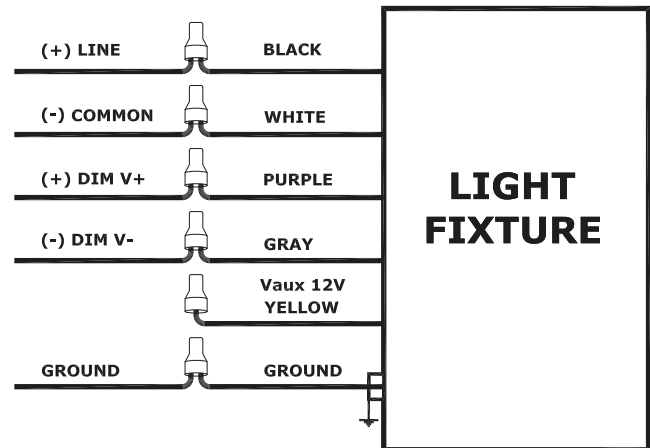 (+) LINE BLACK
(-) COMMON WHITE
(+) DIM V+ PURPLE
(-) DIM V- GRAY
Vaux 12V
YELLOW
GROUND GROUND
LIGHT
FIXTURE